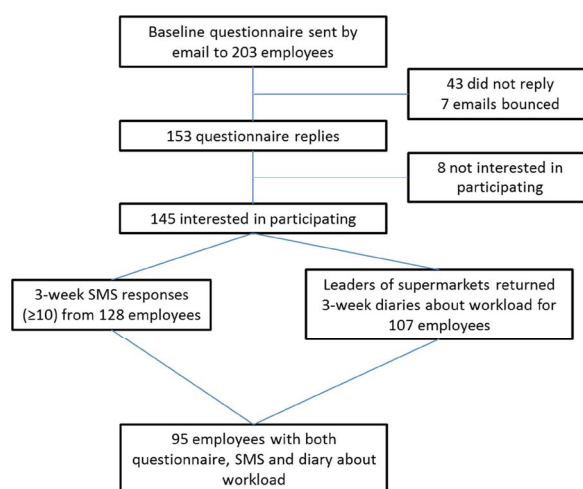 Baseline questionnaire sent by
email to 203 employees
43 did not reply
7 emails bounced
153 questionnaire replies
8 not interested in
participating
145 interested in participating
3-week SMS responses
(≥10) from 128 employees
Leaders of supermarkets returned
3-week diaries about workload for
107 employees
95 employees with both
questionnaire, SMS and diary about
workload